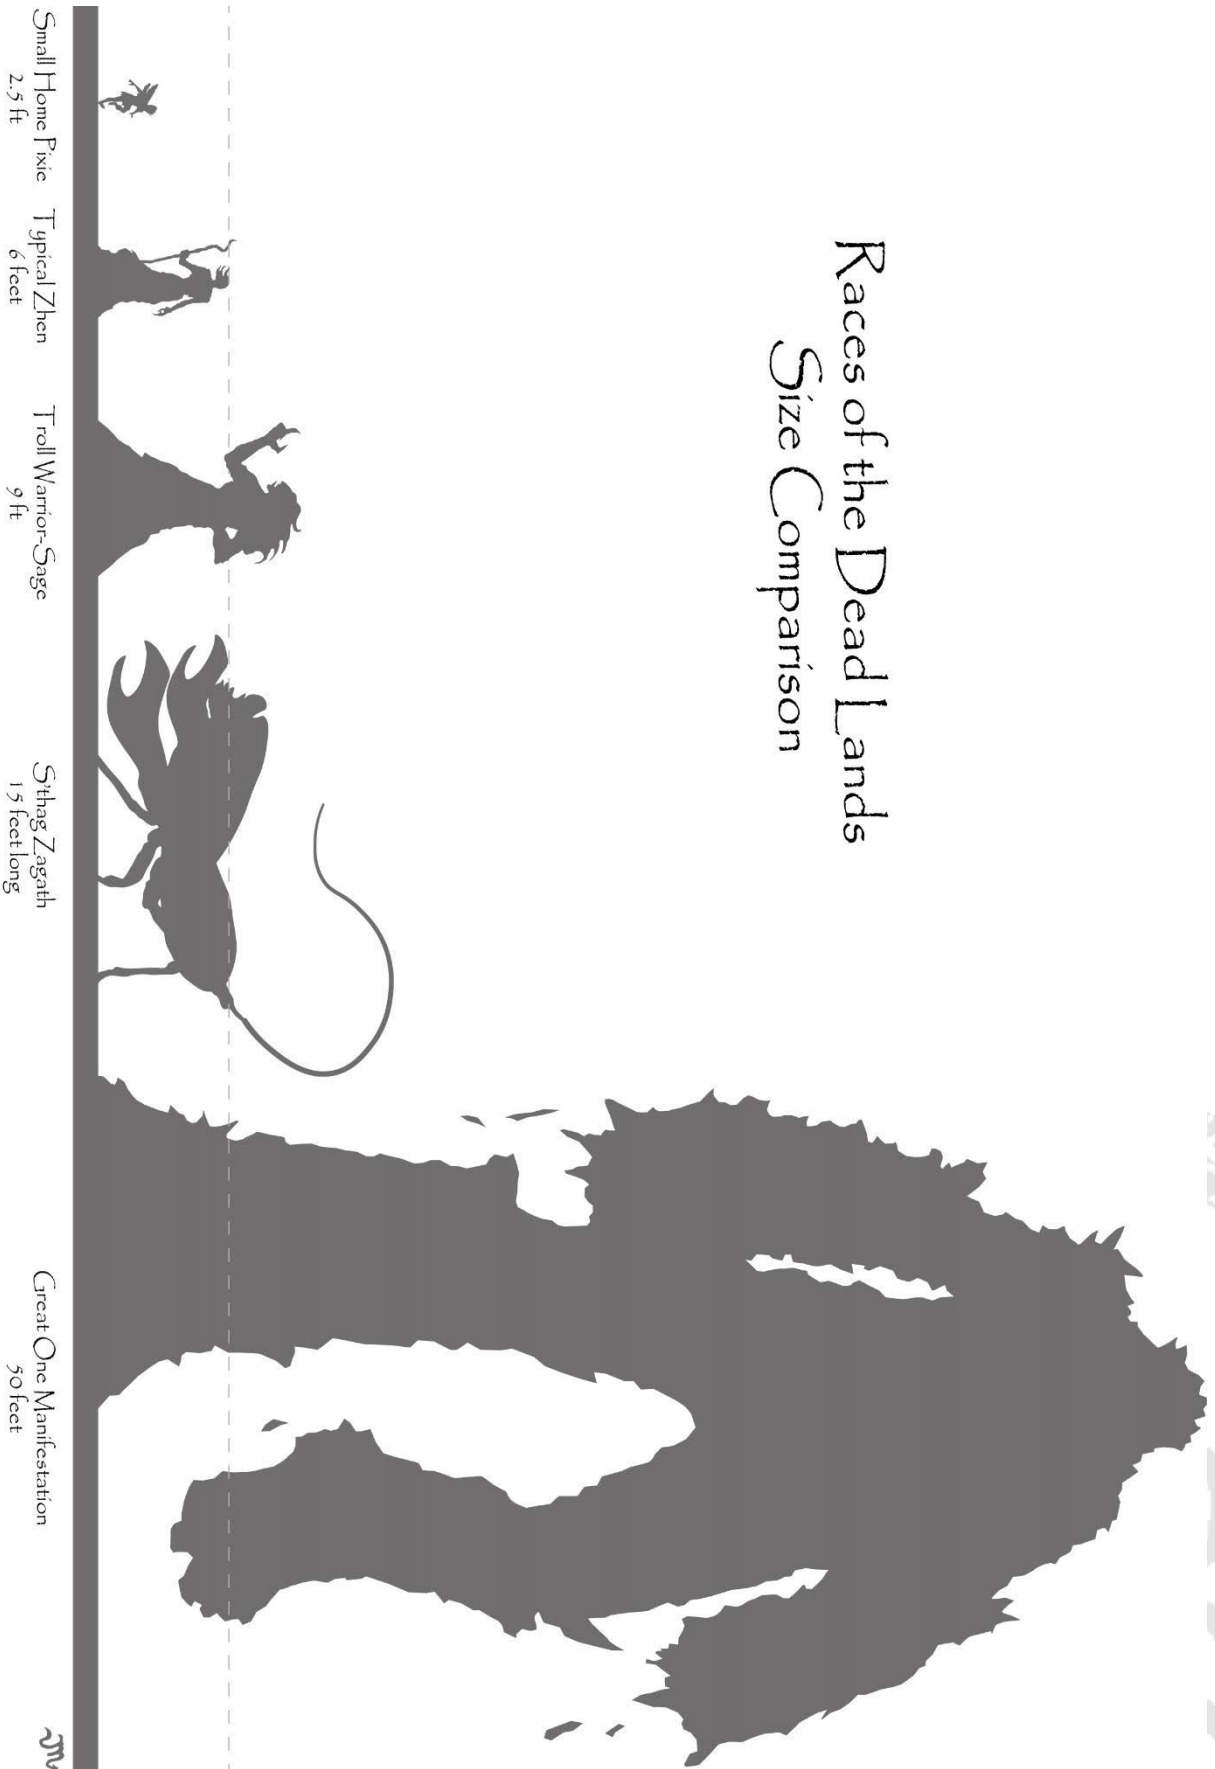 Races of the Dead Lands
Size Comparison
Small Home Pixie
2.5 ft
Typical Zhen
6 feet
Troll Warrior-Sage
9 ft
S'thag Zagath
15 feet long
Great One Manifestation
50 feet